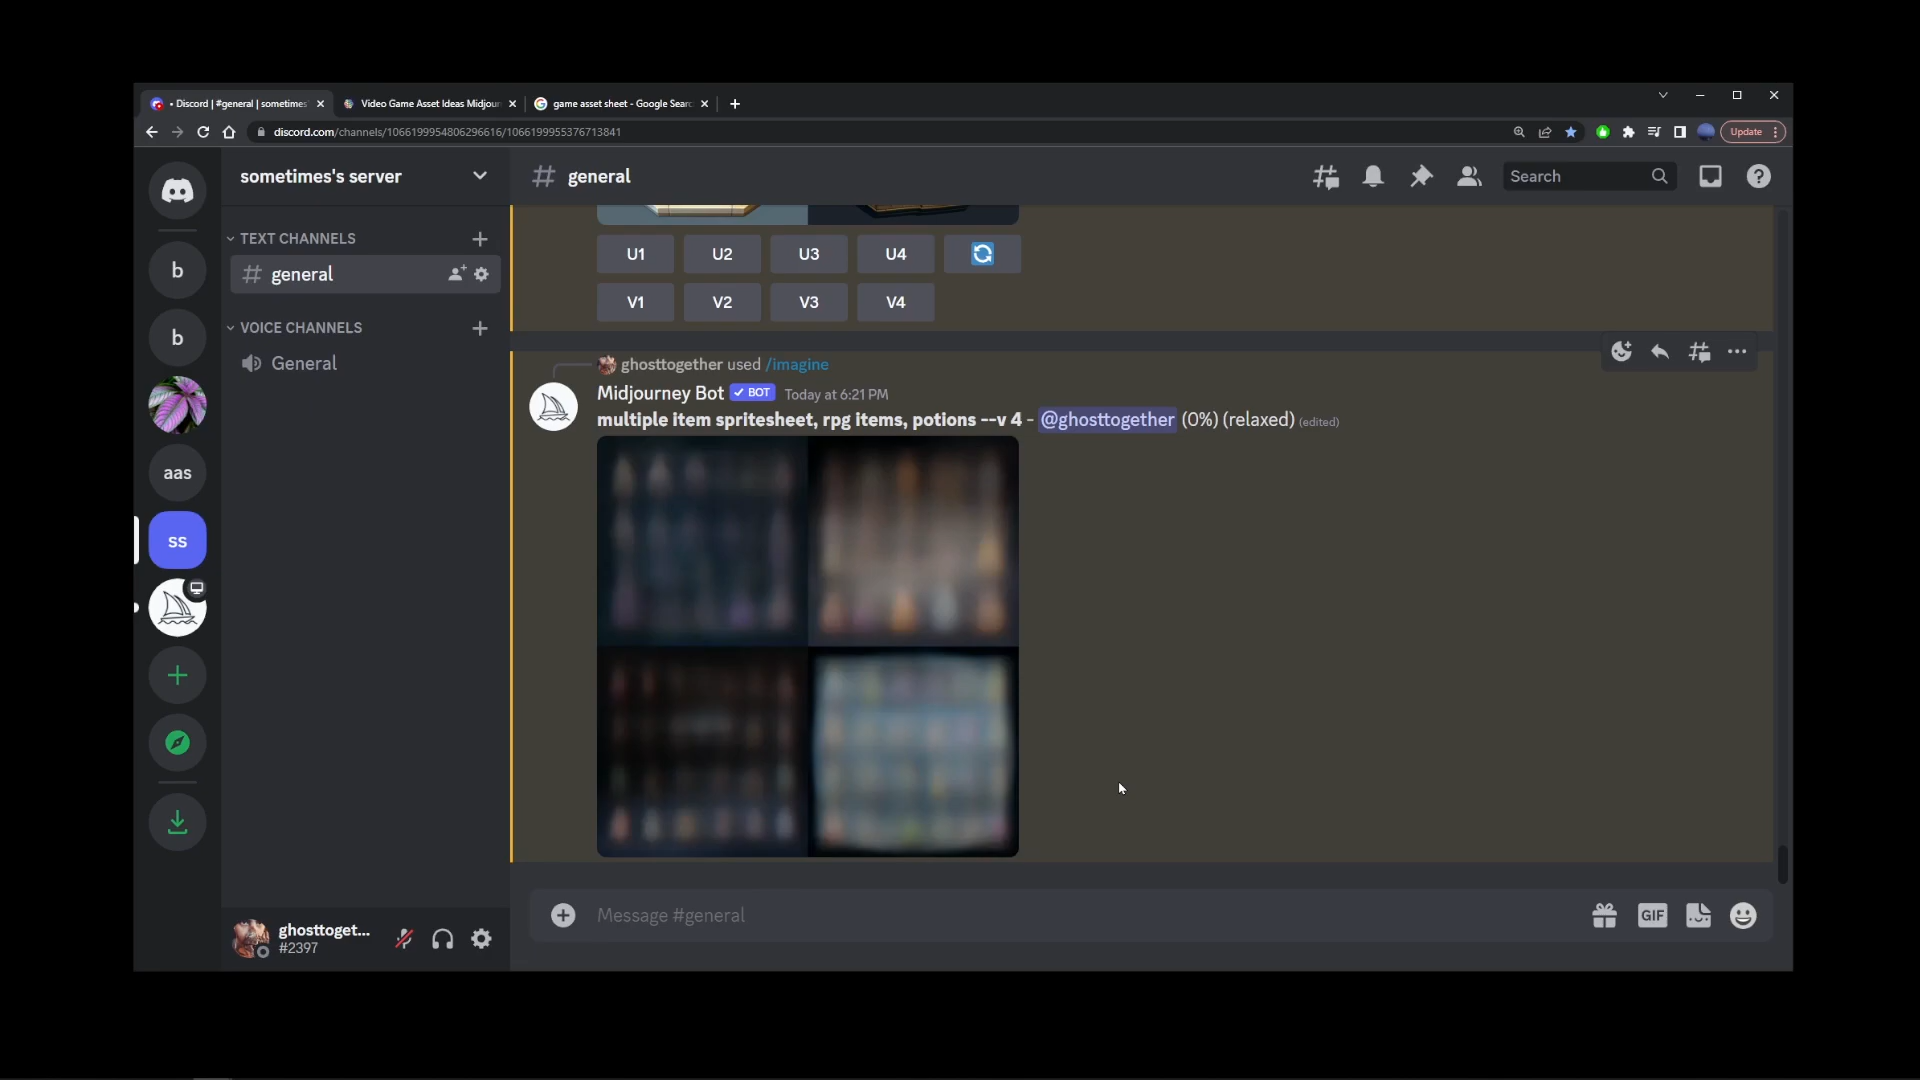 • Discord | #general | sometimes'
Video Game Asset Ideas Midjour
game asset sheet - Google Searc
discord.com/channels/1066199954806296616/1066199955376713841
Update
sometimes's server
general
Search
TEXT CHANNELS
general
VOICE CHANNELS
General
b
b
aas
ss
U1 U2 U3 U4
V1 V2 V3 V4
ghosttogether used /imagine
Midjourney Bot BOT Today at 6:21 PM
multiple item spritesheet, rpg items, potions --v 4 - @ghosttogether (0%) (relaxed) (edited)
Message #general
GIF
ghosttoget...
#2397